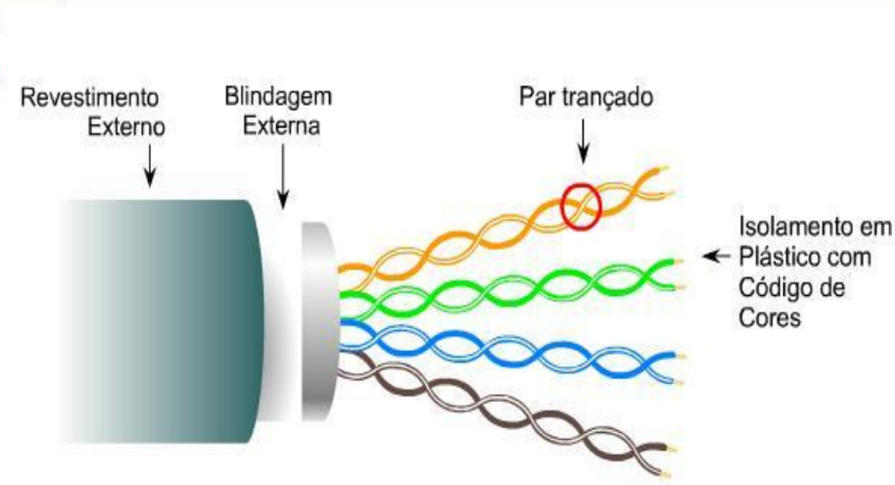 Revestimento
Externo
Blindagem
Externa
Par trançado
Isolamento em
Plástico com
Código de
Cores